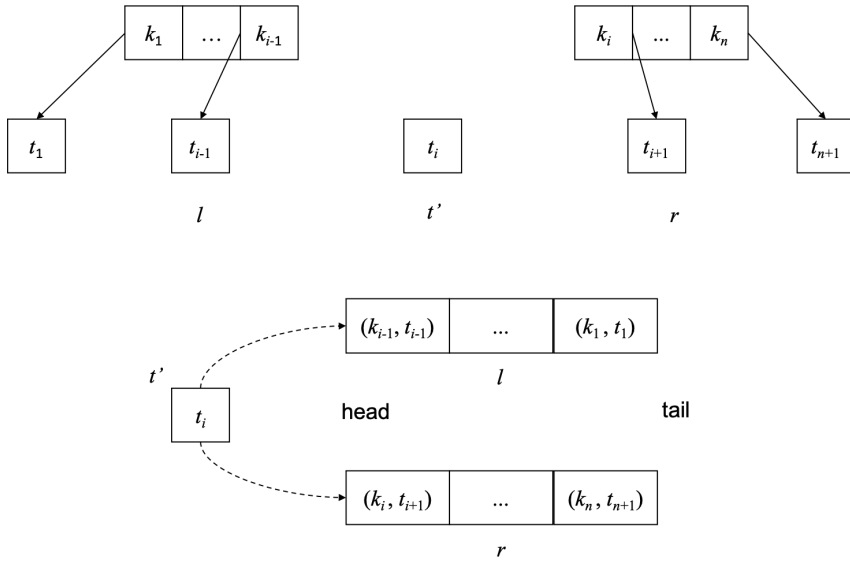 k₁ … kᵢ₋₁ kᵢ ... kₙ
t₁ tᵢ₋₁ tᵢ tᵢ₊₁ tₙ₊₁
l t’ r
(kᵢ₋₁, tᵢ₋₁) ... (k₁, t₁)
t’ l
tᵢ head tail
(kᵢ, tᵢ₊₁) ... (kₙ, tₙ₊₁)
r